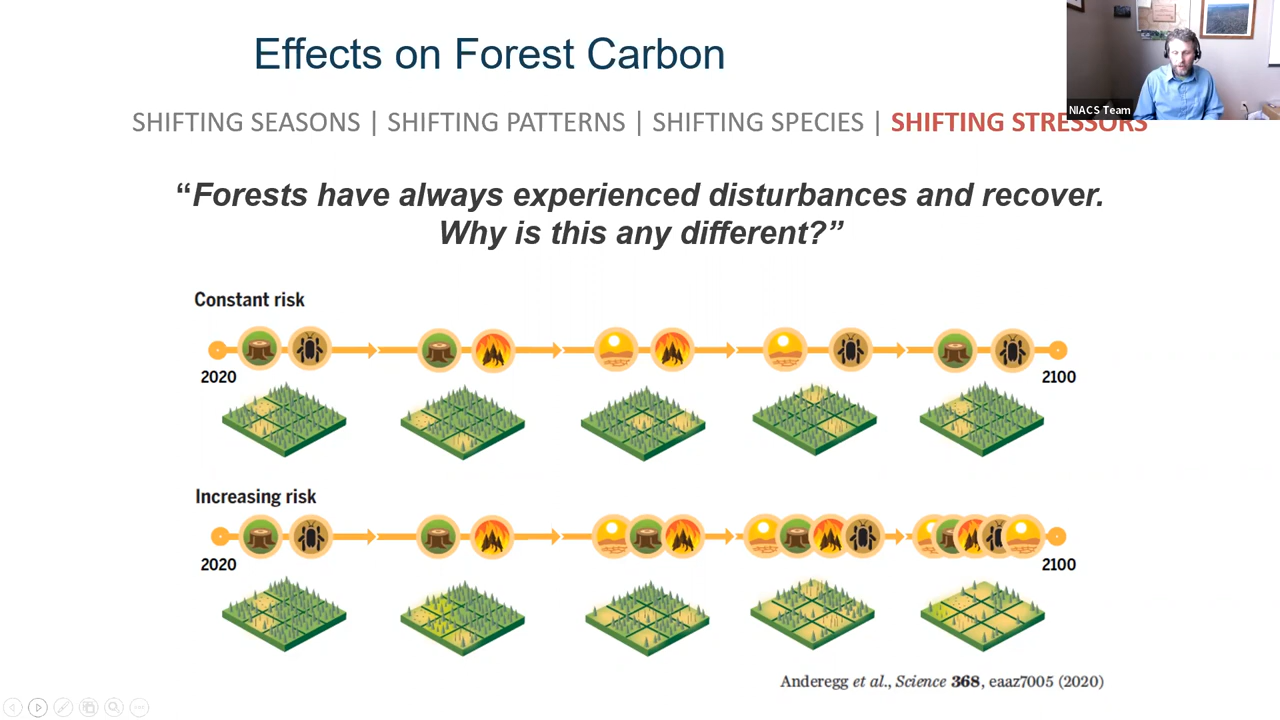 Effects on Forest Carbon
NIACS Team
SHIFTING SEASONS | SHIFTING PATTERNS | SHIFTING SPECIES | SHIFTING STRESSORS
“Forests have always experienced disturbances and recover.
Why is this any different?”
Constant risk
2020
2100
Increasing risk
2020
2100
Anderegg et al., Science 368, eaaz7005 (2020)